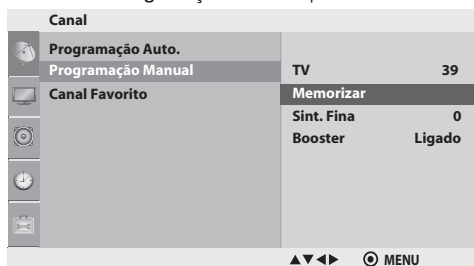 Canal
Programação Auto.
Programação Manual
Canal Favorito
TV 39
Memorizar
Sint. Fina 0
Booster Ligado
▲▼◀▶ MENU